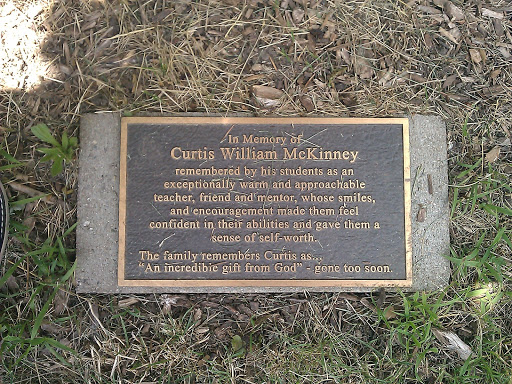 In Memory of
Curtis William McKinney
remembered by his students as an
exceptionally warm and approachable
teacher, friend and mentor, whose smiles,
and encouragement made them feel
confident in their abilities and gave them a
sense of self-worth.
The family remembers Curtis as...
"An incredible gift from God" - gone too soon.